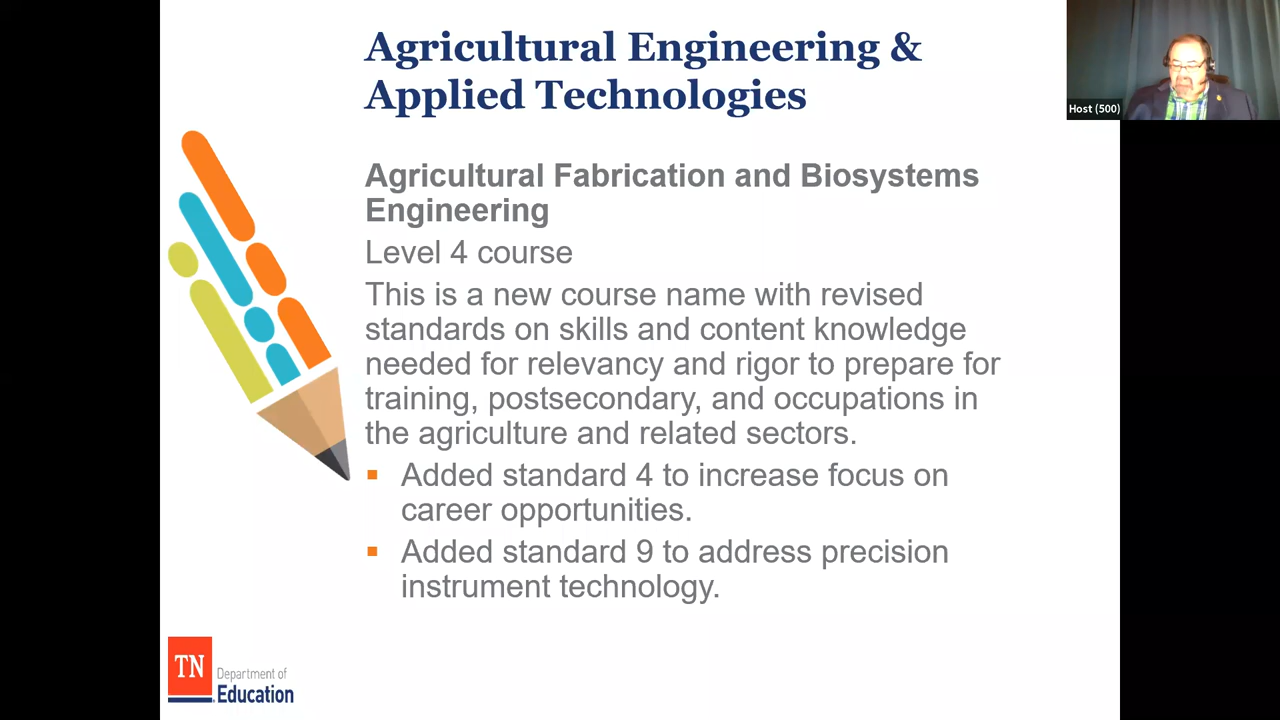 Agricultural Engineering &
Applied Technologies
Host (500)
Agricultural Fabrication and Biosystems
Engineering
Level 4 course
This is a new course name with revised
standards on skills and content knowledge
needed for relevancy and rigor to prepare for
training, postsecondary, and occupations in
the agriculture and related sectors.
▪ Added standard 4 to increase focus on
career opportunities.
▪ Added standard 9 to address precision
instrument technology.
TN
Department of
Education